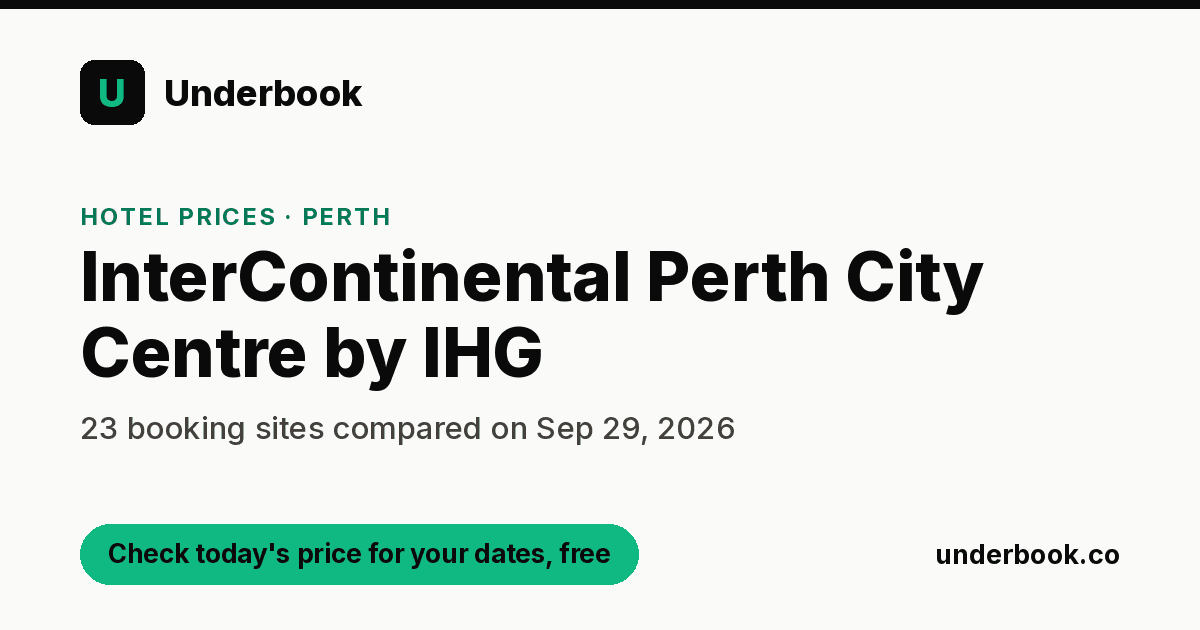 U Underbook
HOTEL PRICES · PERTH
InterContinental Perth City
Centre by IHG
23 booking sites compared on Sep 29, 2026
Check today's price for your dates, free
underbook.co